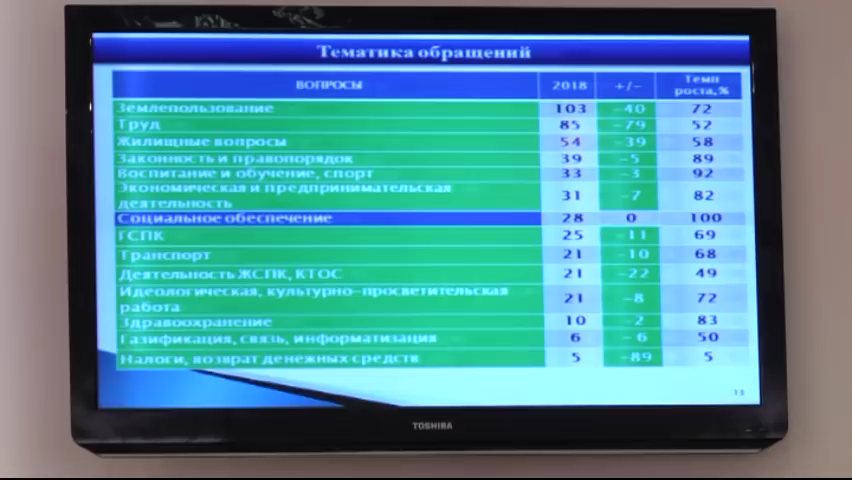 Тематика обращений
ВОПРОСЫ 2018 +/- Темп роста,%
Землепользование 103 -40 72
Труд 85 -79 52
Жилищные вопросы 54 -39 58
Законность и правопорядок 39 -5 89
Воспитание и обучение, спорт 33 -3 92
Экономическая и предпринимательская
деятельность 31 -7 82
Социальное обеспечение 28 0 100
ГСПК 25 -11 69
Транспорт 21 -10 68
Деятельность ЖСПК, КТОС 21 -22 49
Идеологическая, культурно-просветительская
работа 21 -8 72
Здравоохранение 10 -2 83
Газификация, связь, информатизация 6 - 6 50
Налоги, возврат денежных средств 5 -89 5
13
TOSHIBA